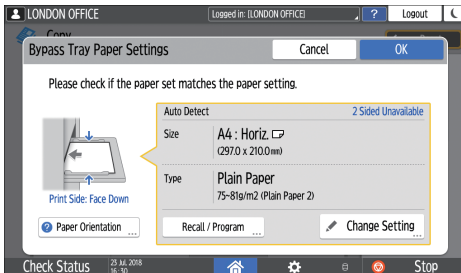 LONDON OFFICE
Logged in: [LONDON OFFICE]
?
Logout
Copy
Bypass Tray Paper Settings
Cancel
OK
Please check if the paper set matches the paper setting.
Auto Detect
2 Sided Unavailable
Size
A4 : Horiz.
(297.0 x 210.0mm)
Type
Plain Paper
75-81g/m2 (Plain Paper 2)
Print Side: Face Down
? Paper Orientation ...
Recall / Program ...
Change Setting ...
Check Status
23 Jul. 2018
16:30
Stop